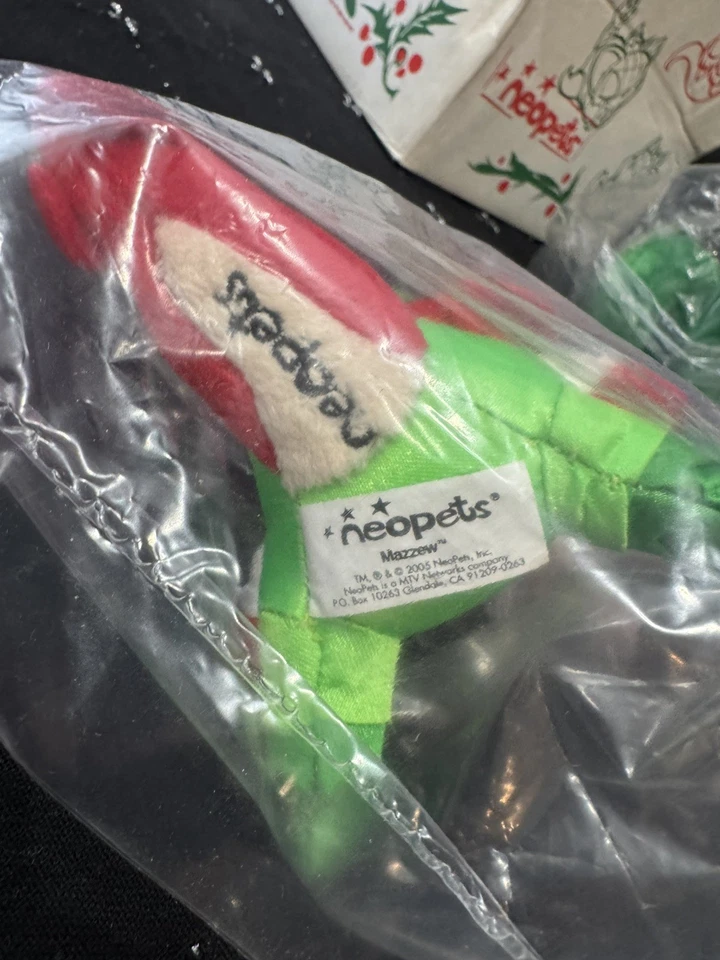 neopets
neopets
neopets®
Mazzew™
TM, ® & © 2005 NeoPets, Inc.
NeoPets is a MTV Networks company
P.O. Box 10263 Glendale, CA 91209-0263